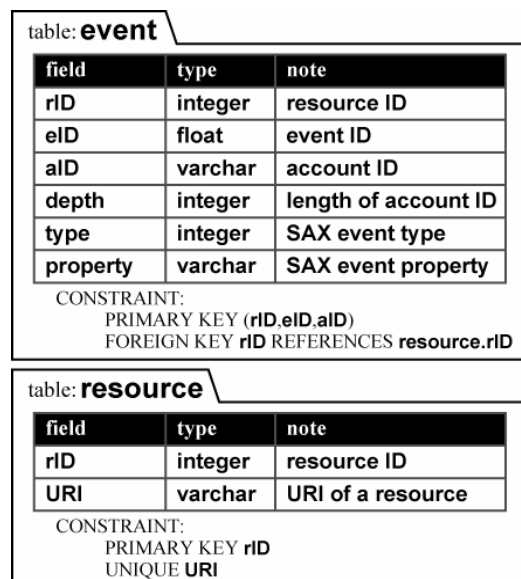 table: event
field type note
rID integer resource ID
eID float event ID
aID varchar account ID
depth integer length of account ID
type integer SAX event type
property varchar SAX event property
CONSTRAINT:
PRIMARY KEY (rID,eID,aID)
FOREIGN KEY rID REFERENCES resource.rID
table: resource
field type note
rID integer resource ID
URI varchar URI of a resource
CONSTRAINT:
PRIMARY KEY rID
UNIQUE URI